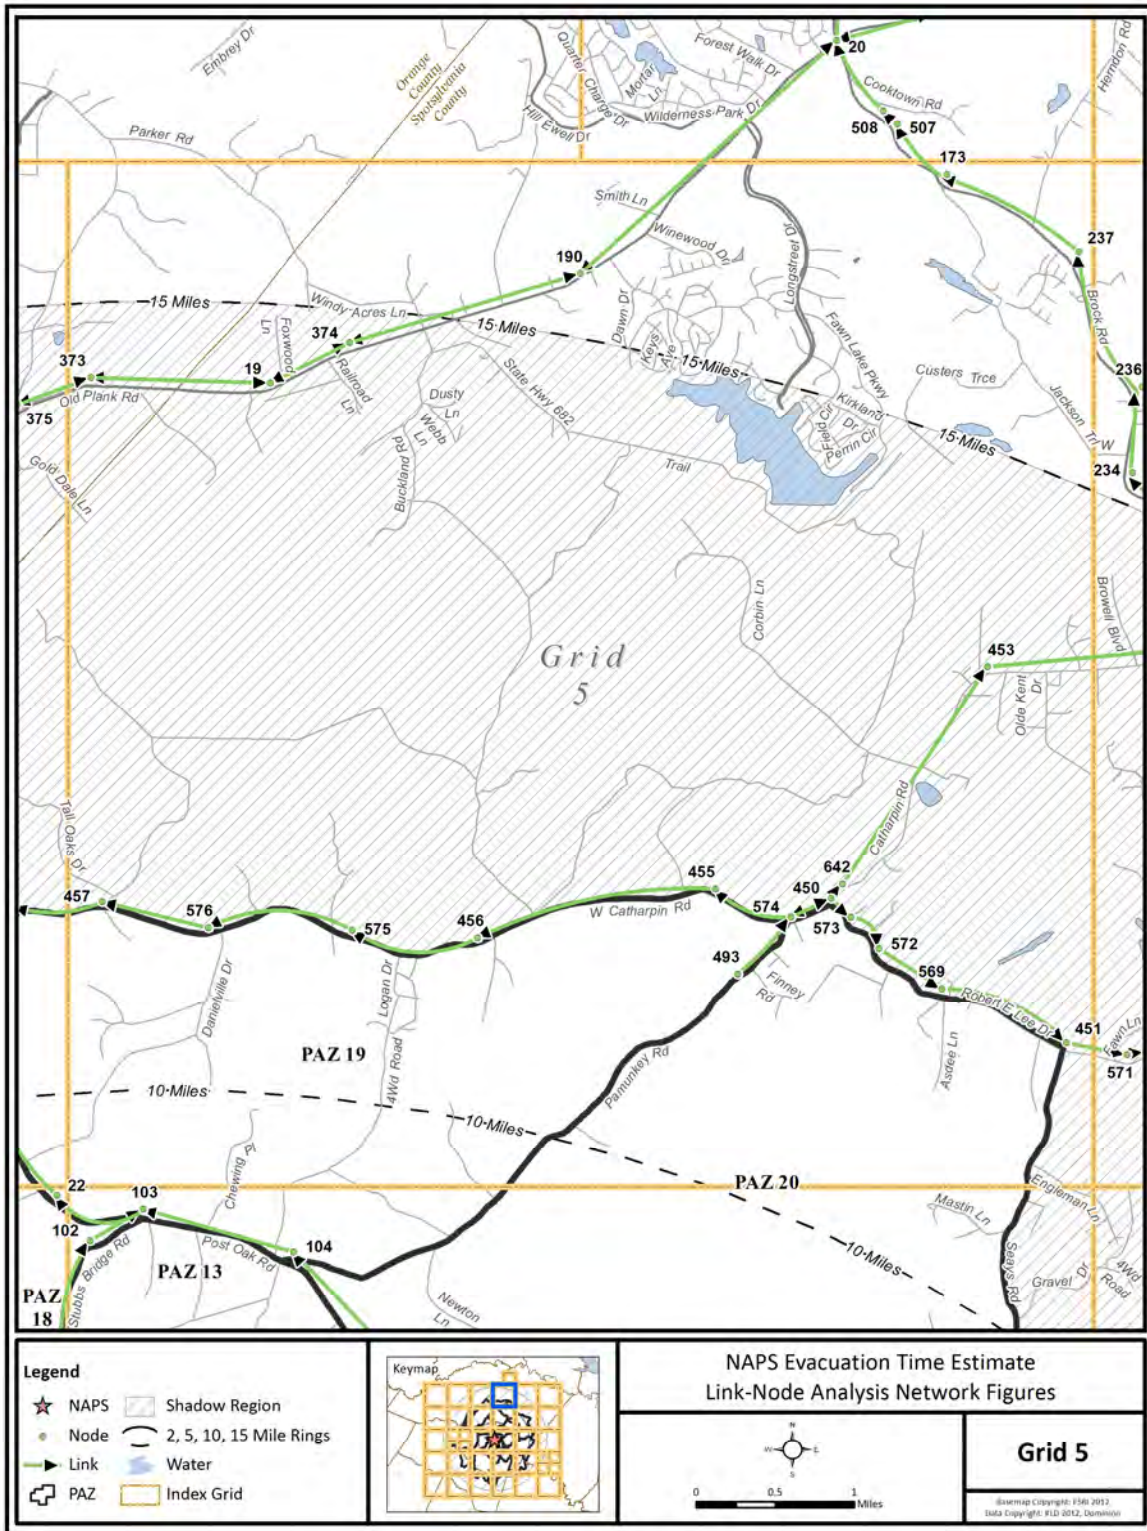 Embrey Dr
Orange
County
Spotsylvania
County
Quarter Charge Dr
Mortar
Ln
Forest Walk Dr
20
Cooktown Rd
Herndon Rd
Hill Ewell Dr
Wilderness Park Dr
508
507
Parker Rd
173
Smith Ln
Winewood Dr
Longstreet Dr
237
190
15 Miles
Windy Acres Ln
Foxwood
Ln
374
15 Miles
Dawn Dr
Keys
Ave
15 Miles
Fawn Lake Pkwy
Brock Rd
373
19
Railroad
Ln
State Hwy 682
Custers Trce
236
375
Old Plank Rd
Dusty
Ln
Webb
Ln
Kirkland
Dr
Field Cir
Perrin Cir
Jackson Trl W
15 Miles
Gold Dale Ln
Buckland Rd
Trail
234
Corbin Ln
Browell Blvd
Grid
5
453
Olde Kent
Dr
Tall Oaks Dr
Catharpin Rd
642
455
450
457
576
575
456
W Catharpin Rd
574
573
572
493
Finney
Rd
569
Robert E Lee Dr
451
Fawn Ln
571
Danielville Dr
Logan Dr
PAZ 19
4Wd Road
Pamunkey Rd
Asdee Ln
10 Miles
10 Miles
Chewing Pl
PAZ 20
22
103
102
Stubbs Bridge Rd
Post Oak Rd
104
Mastin Ln
Engleman Ln
Seays Rd
10 Miles
PAZ 13
PAZ
18
Newton
Ln
Gravel Dr
4Wd
Road
Legend
NAPS
Shadow Region
Node
2, 5, 10, 15 Mile Rings
Link
Water
PAZ
Index Grid
Keymap
NAPS Evacuation Time Estimate
Link-Node Analysis Network Figures
N
W
E
S
0
0.5
1
Miles
Grid 5
Basemap Copyright: ESRI 2012
Data Copyright: KLD 2012, Dominion